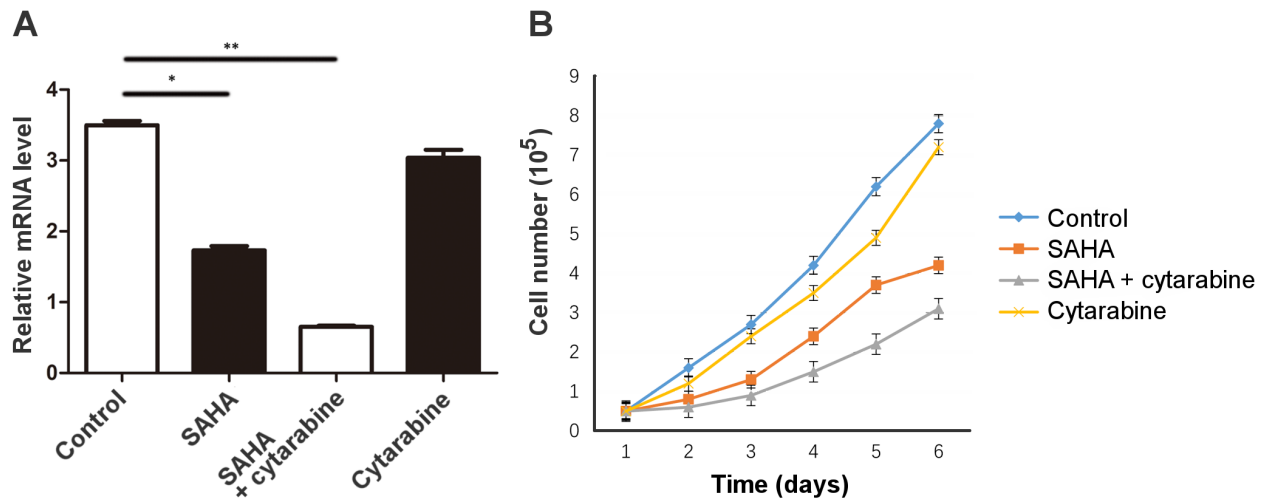 A
**
*
4
3
2
1
0
Relative mRNA level
Control
SAHA
SAHA
+ cytarabine
Cytarabine
B
9
8
7
6
5
4
3
2
1
0
Cell number (10⁵)
1 2 3 4 5 6
Time (days)
Control
SAHA
SAHA + cytarabine
Cytarabine